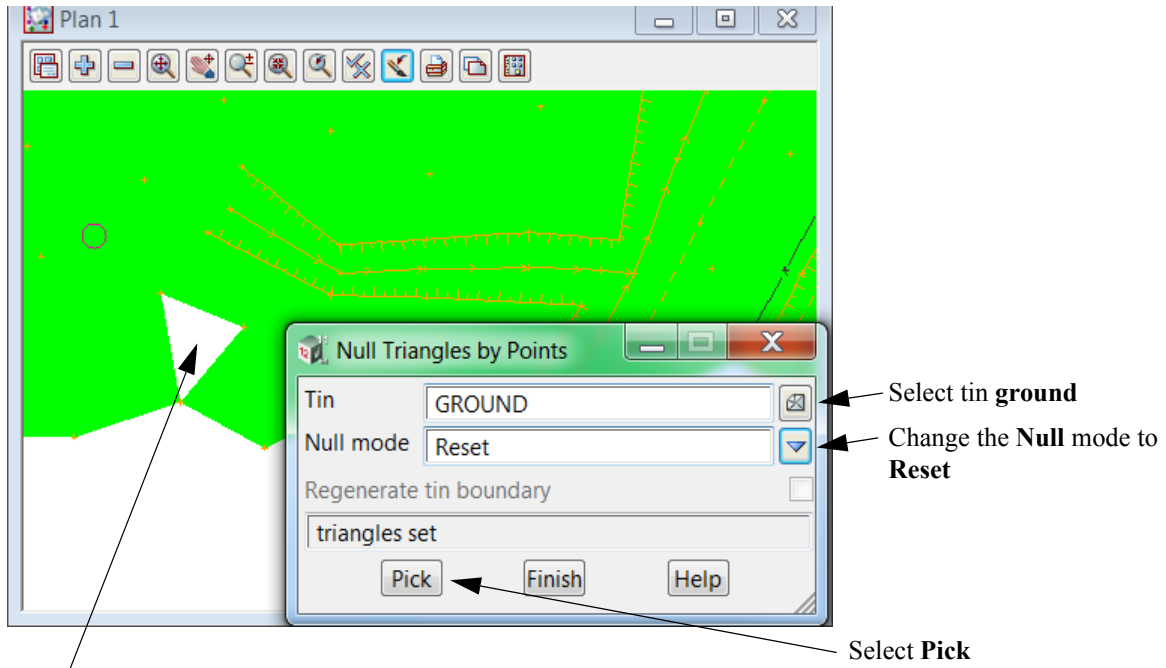 Plan 1
Null Triangles by Points
Tin
GROUND
Select tin ground
Null mode
Reset
Change the Null mode to
Reset
Regenerate tin boundary
triangles set
Pick
Finish
Help
Select Pick